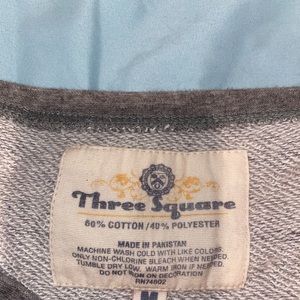 Three Square
60% COTTON / 40% POLYESTER
MADE IN PAKISTAN
MACHINE WASH COLD WITH LIKE COLORS.
ONLY NON-CHLORINE BLEACH WHEN NEEDED.
TUMBLE DRY LOW. WARM IRON IF NEEDED.
DO NOT IRON ON DECORATION
RN74802
M